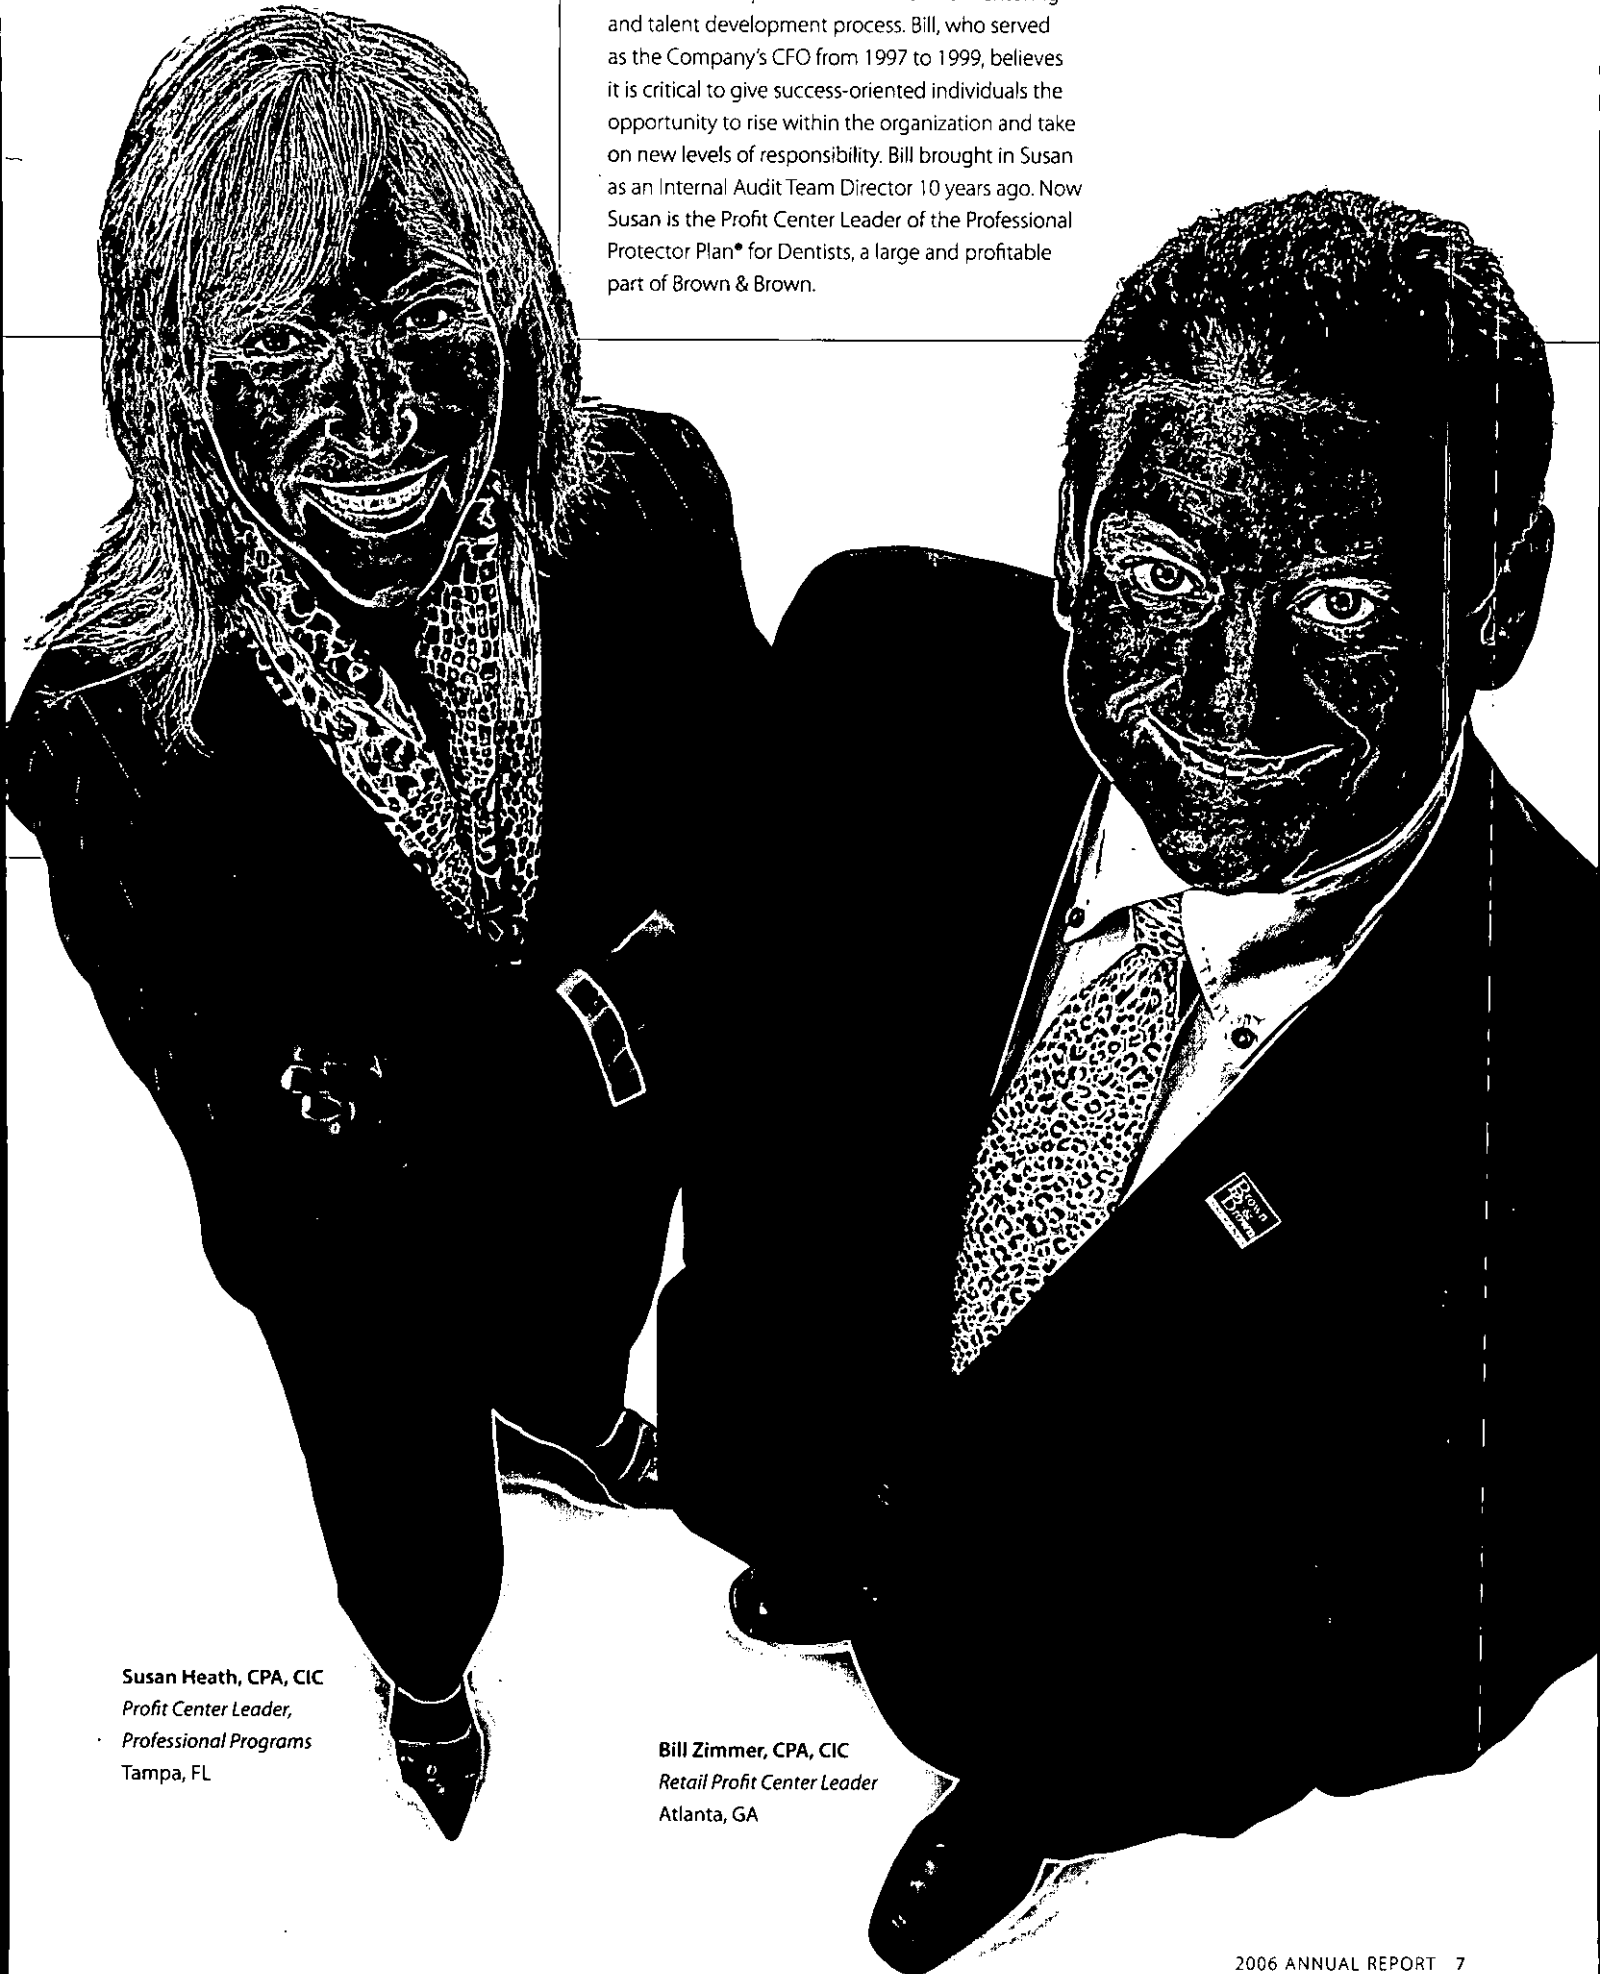 and talent development process. Bill, who served
as the Company's CFO from 1997 to 1999, believes
it is critical to give success-oriented individuals the
opportunity to rise within the organization and take
on new levels of responsibility. Bill brought in Susan
as an Internal Audit Team Director 10 years ago. Now
Susan is the Profit Center Leader of the Professional
Protector Plan® for Dentists, a large and profitable
part of Brown & Brown.
Brown
&
Brown
Susan Heath, CPA, CIC
Profit Center Leader,
Professional Programs
Tampa, FL
Bill Zimmer, CPA, CIC
Retail Profit Center Leader
Atlanta, GA
2006 ANNUAL REPORT 7